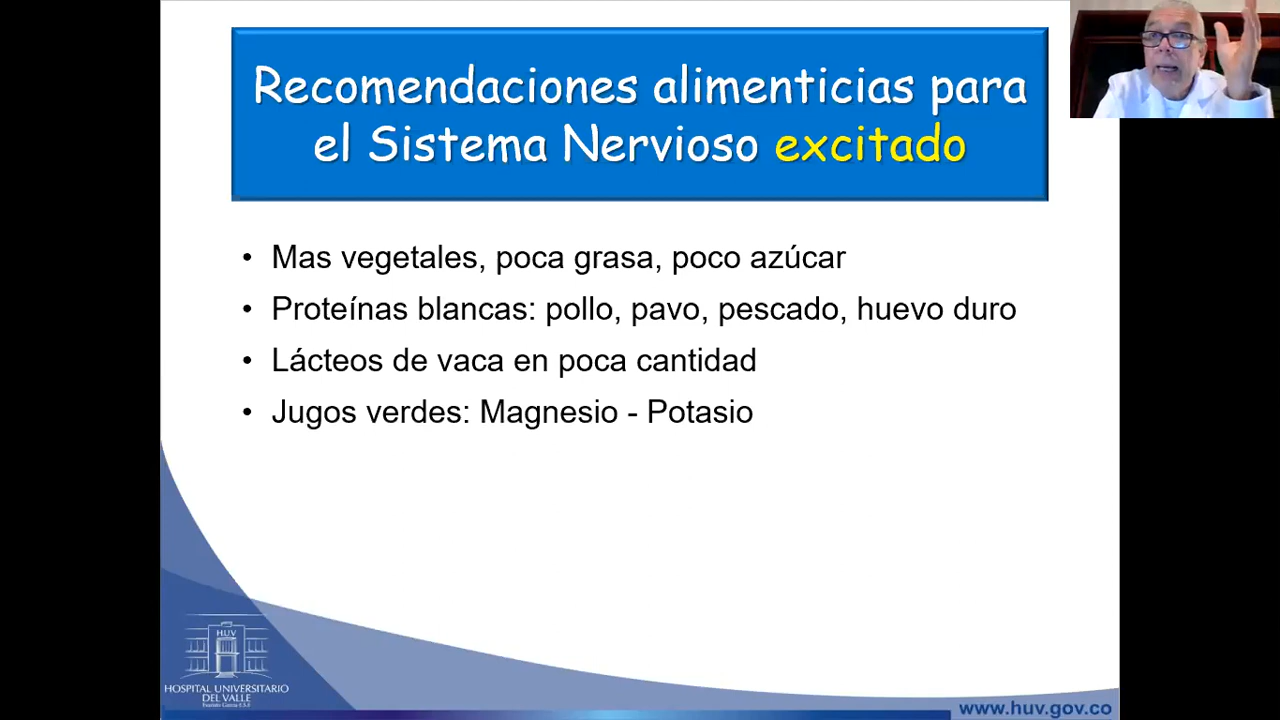 Recomendaciones alimenticias para
el Sistema Nervioso excitado
• Mas vegetales, poca grasa, poco azúcar
• Proteínas blancas: pollo, pavo, pescado, huevo duro
• Lácteos de vaca en poca cantidad
• Jugos verdes: Magnesio - Potasio
HUV
HOSPITAL UNIVERSITARIO
DEL VALLE
Evaristo Garcia E.S.E
www.huv.gov.co